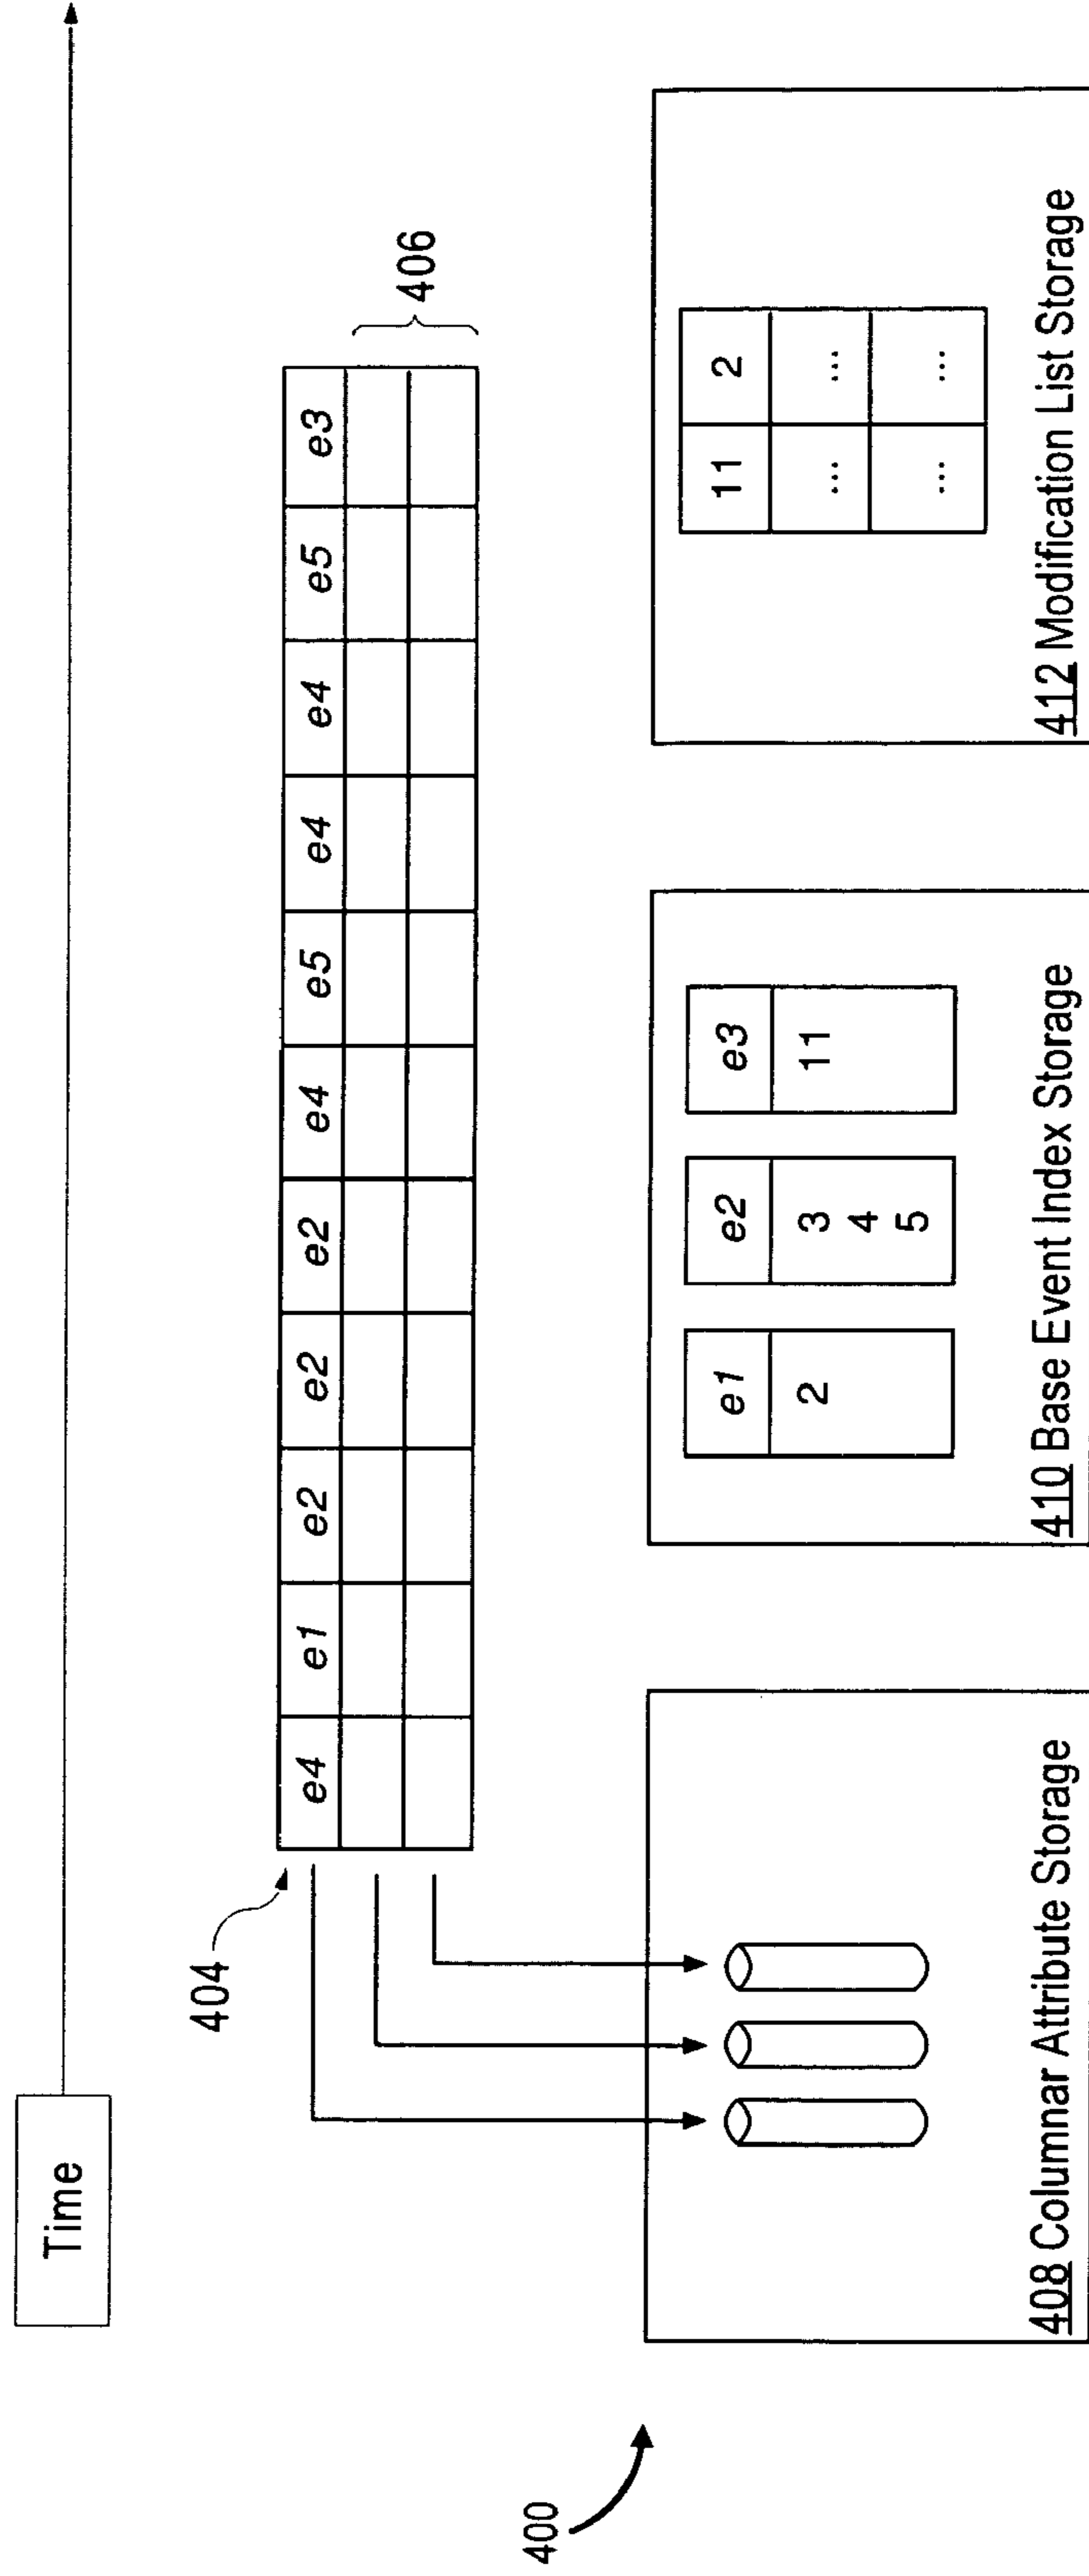 Time
404
e4 e1 e2 e2 e2 e4 e5 e4 e4 e5 e3
406
400
408 Columnar Attribute Storage
e1 e2 e3
2 3 11
4
5
410 Base Event Index Storage
11 2
... ...
... ...
412 Modification List Storage